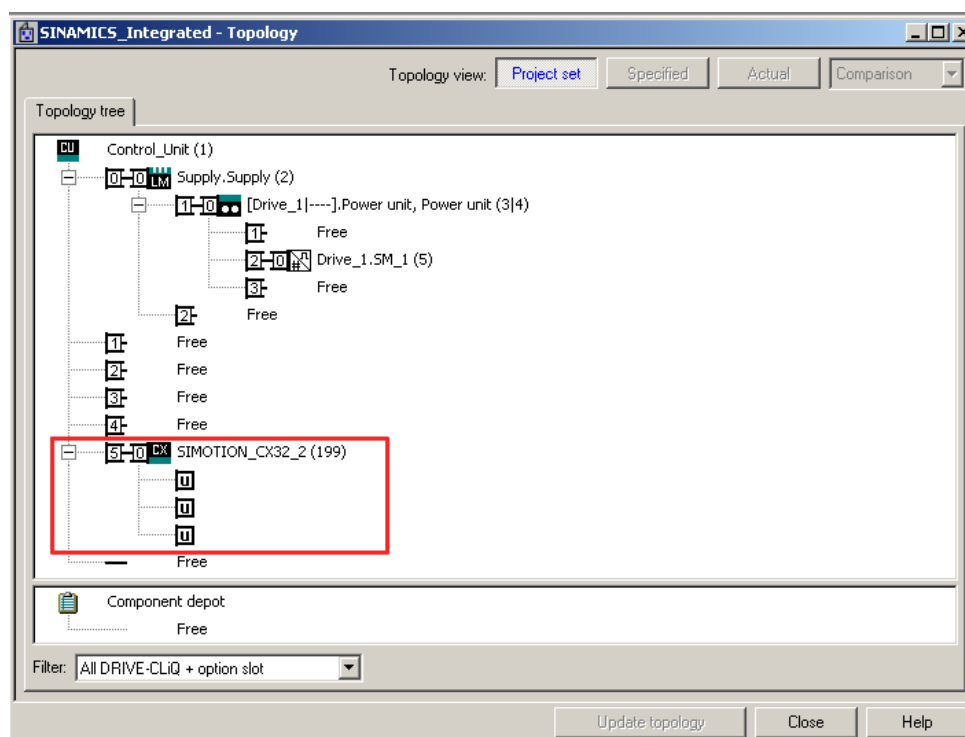 SINAMICS_Integrated - Topology
Topology view: Project set Specified Actual Comparison
Topology tree
CU Control_Unit (1)
0 0 LM Supply.Supply (2)
1 0 [Drive_1|----].Power unit, Power unit (3|4)
1 Free
2 0 # Drive_1.SM_1 (5)
3 Free
2 Free
1 Free
2 Free
3 Free
4 Free
5 0 CX SIMOTION_CX32_2 (199)
u
u
u
Free
Component depot
Free
Filter: All DRIVE-CLiQ + option slot
Update topology Close Help